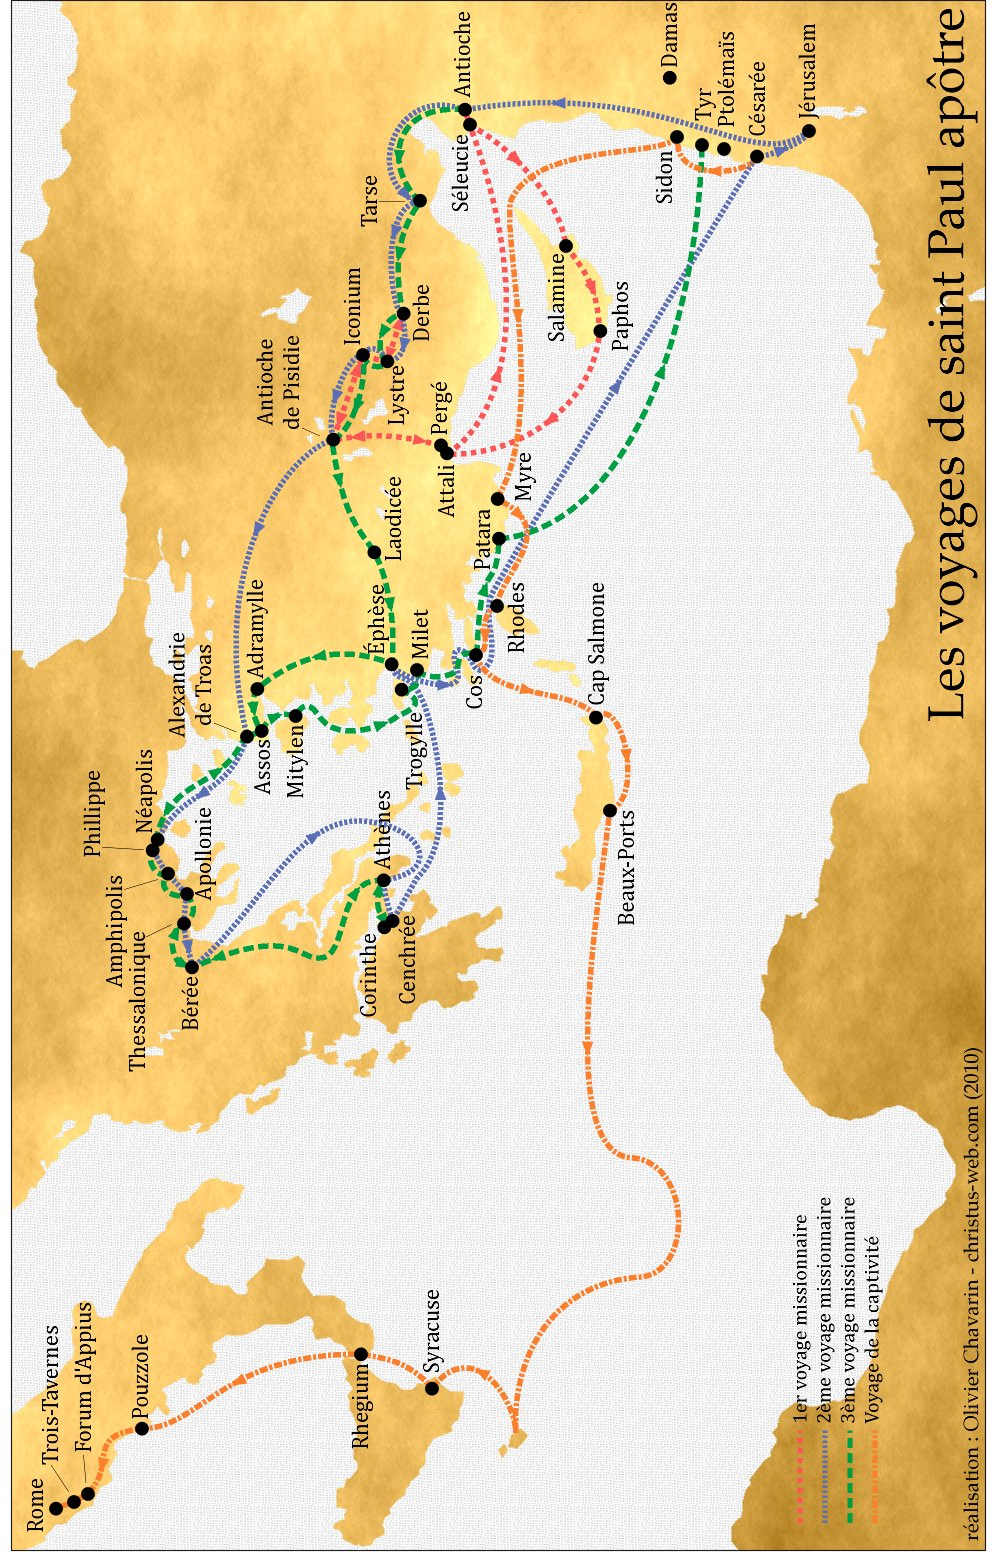 Les voyages de saint Paul apôtre
Rome
Trois-Tavernes
Forum d'Appius
Pouzzole
Rhegium
Syracuse
Phillippe
Néapolis
Amphipolis
Apollonie
Thessalonique
Bérée
Athènes
Corinthe
Cenchrée
Alexandrie
de Troas
Adramylle
Assos
Mitylen
Trogylle
Éphèse
Milet
Laodicée
Antioche
de Pisidie
Iconium
Lystre
Derbe
Tarse
Antioche
Séleucie
Pergé
Attali
Myre
Patara
Rhodes
Cos
Cap Salmone
Beaux-Ports
Salamine
Paphos
Damas
Sidon
Tyr
Ptolémaïs
Césarée
Jérusalem
1er voyage missionnaire
2ème voyage missionnaire
3ème voyage missionnaire
Voyage de la captivité
réalisation : Olivier Chavarin - christus-web.com (2010)